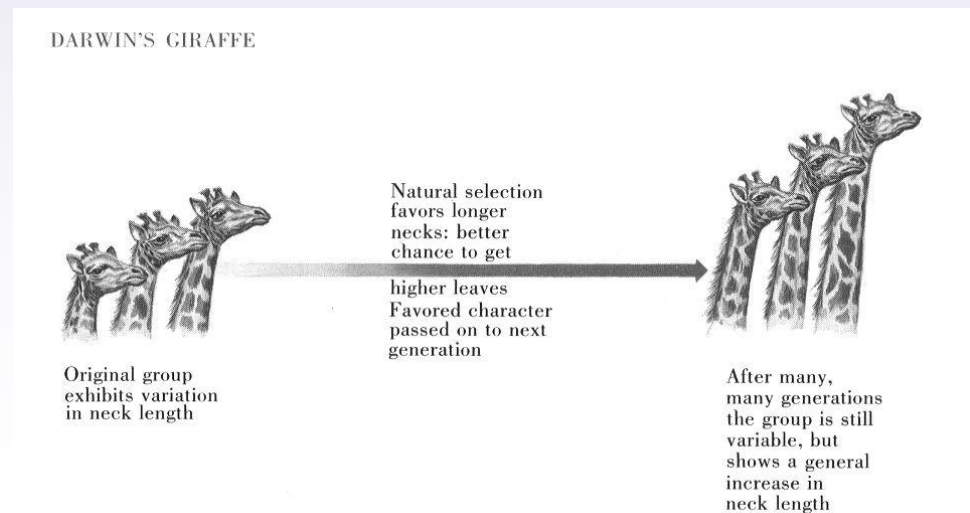 DARWIN'S GIRAFFE
Original group
exhibits variation
in neck length
Natural selection
favors longer
necks: better
chance to get
higher leaves
Favored character
passed on to next
generation
After many,
many generations
the group is still
variable, but
shows a general
increase in
neck length